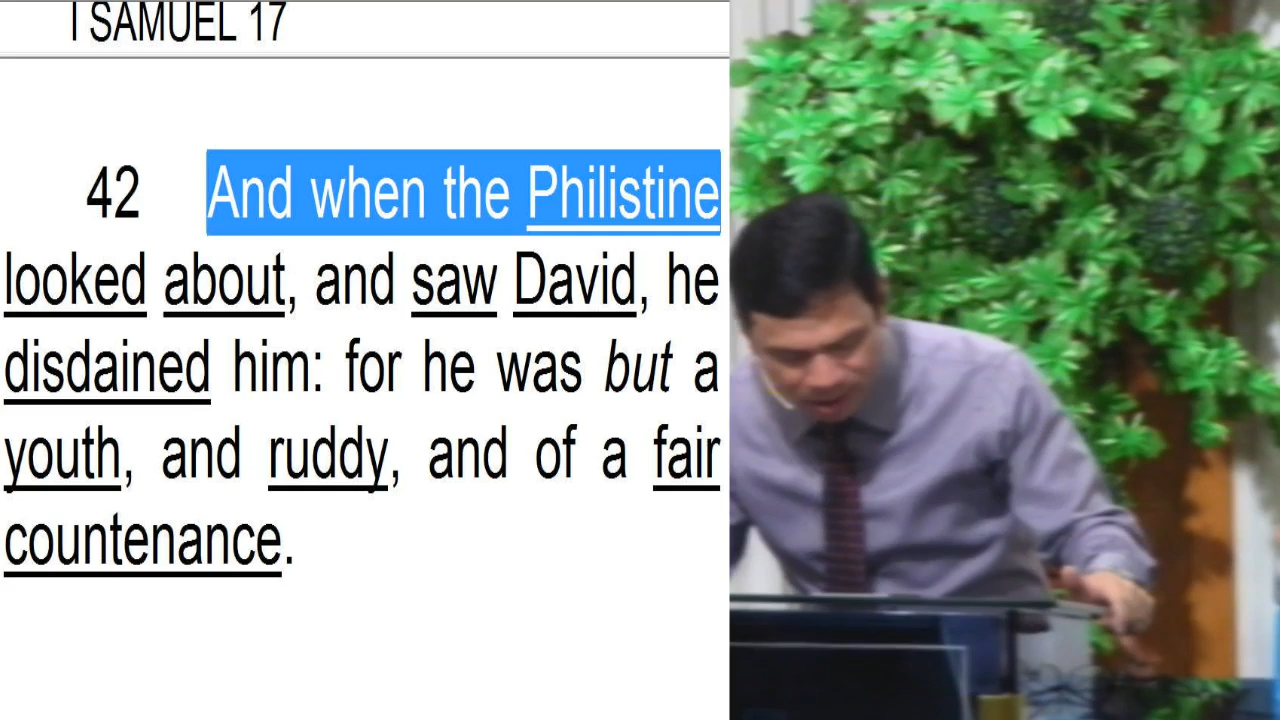 I SAMUEL 17
42 And when the Philistine
looked about, and saw David, he
disdained him: for he was but a
youth, and ruddy, and of a fair
countenance.